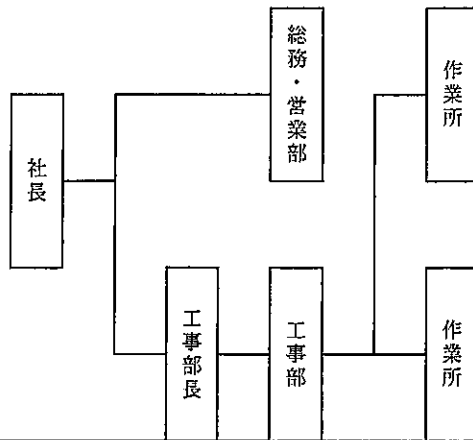 社長
総務・営業部
工事部長
工事部
作業所
作業所